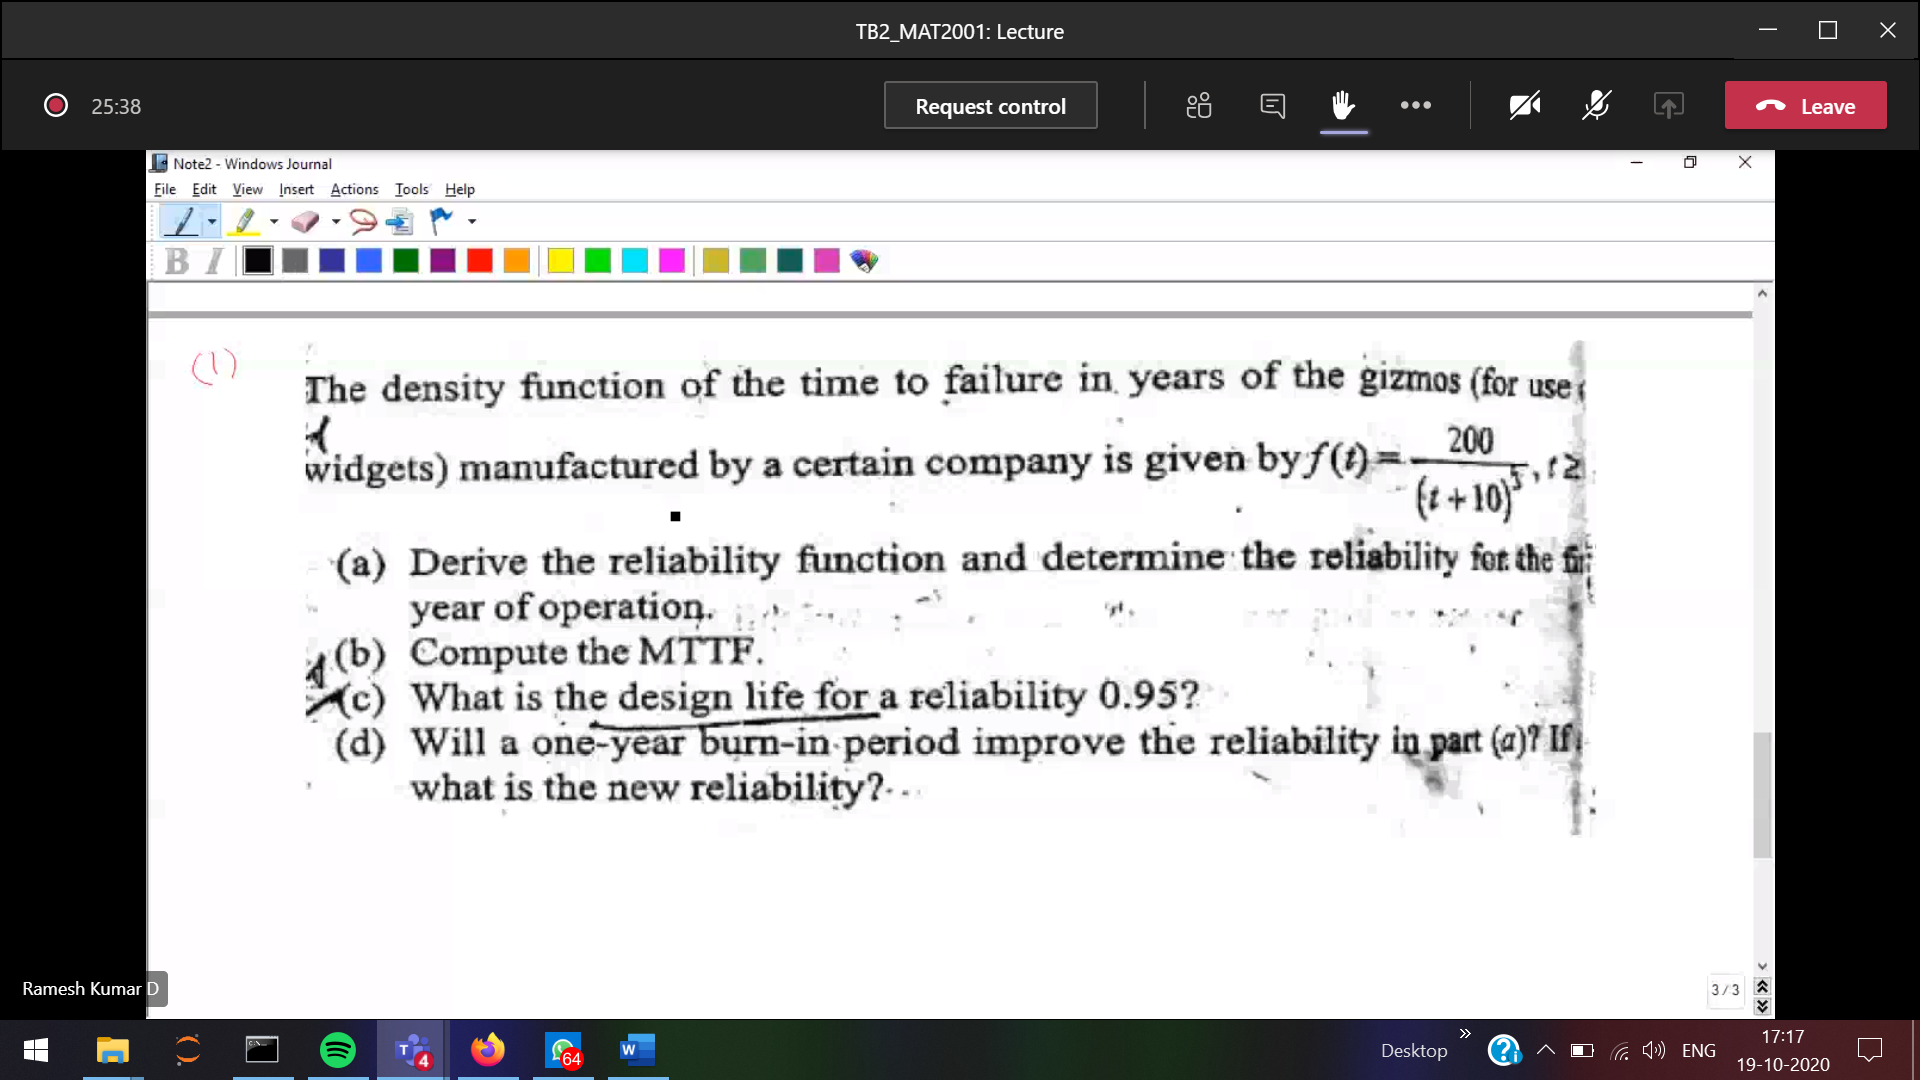 TB2_MAT2001: Lecture
25:38
Request control
Leave
Note2 - Windows Journal
File Edit View Insert Actions Tools Help
B I
(1)
The density function of the time to failure in years of the gizmos (for use
widgets) manufactured by a certain company is given by f(t) = 200 / (t + 10)³, t ≥
(a) Derive the reliability function and determine the reliability for the
year of operation.
(b) Compute the MTTF.
(c) What is the design life for a reliability 0.95?
(d) Will a one-year burn-in period improve the reliability in part (a)? If
what is the new reliability?
Ramesh Kumar D
3 / 3
4
64
Desktop
ENG
17:17
19-10-2020